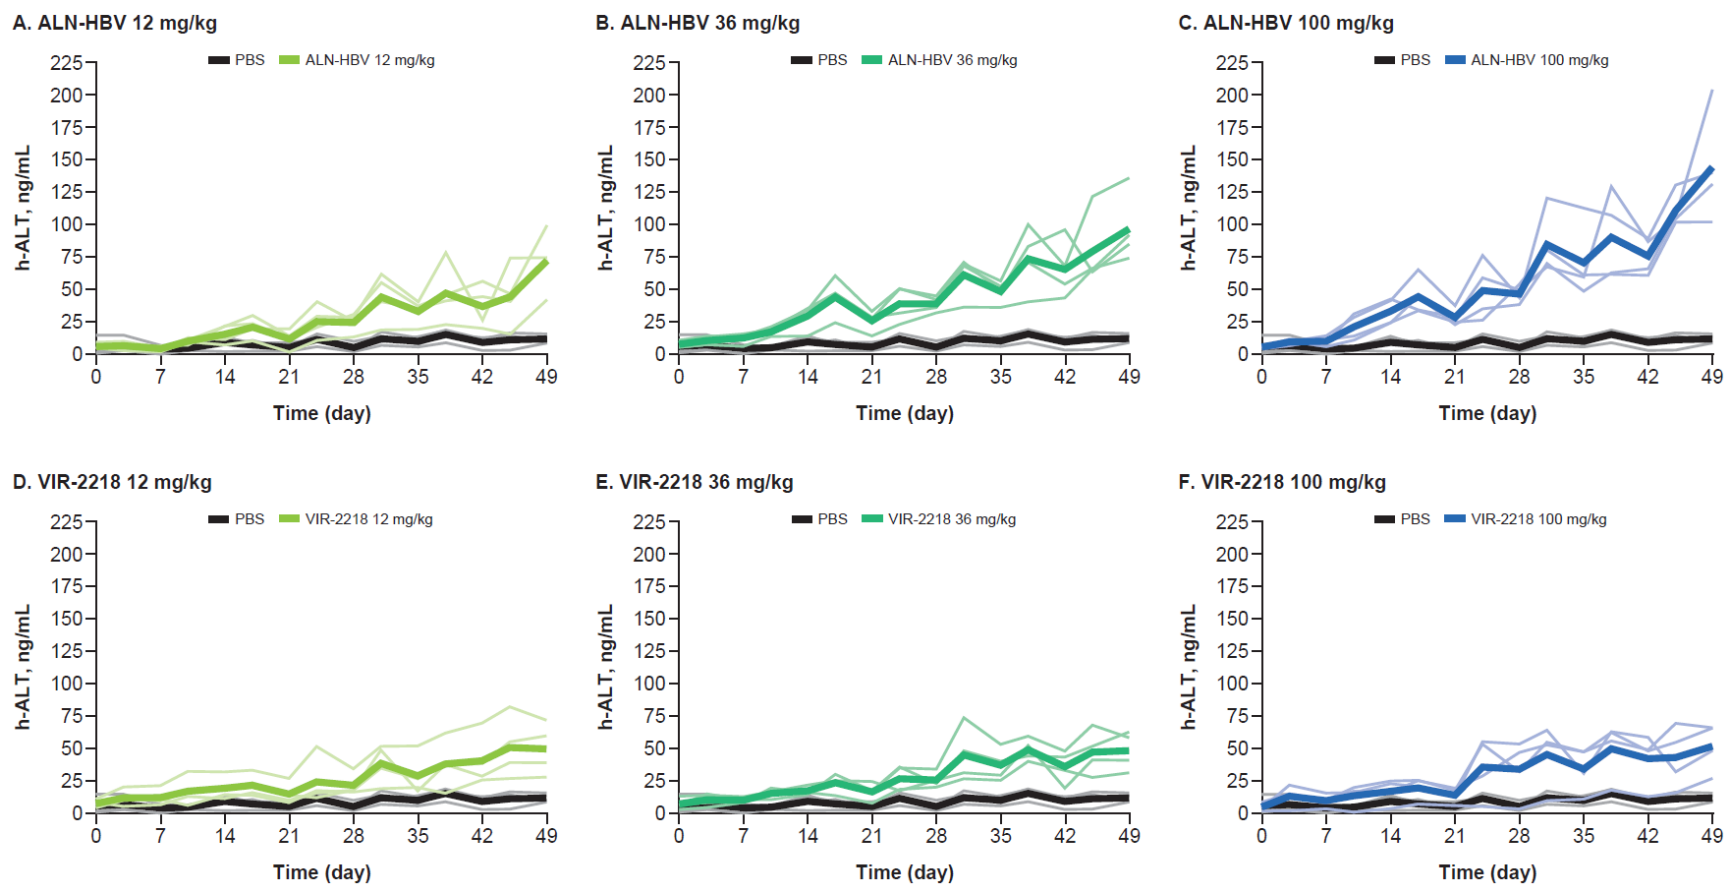 A. ALN-HBV 12 mg/kg
PBS ALN-HBV 12 mg/kg
225
200
175
150
125
100
75
50
25
0
h-ALT, ng/mL
0 7 14 21 28 35 42 49
Time (day)
B. ALN-HBV 36 mg/kg
PBS ALN-HBV 36 mg/kg
225
200
175
150
125
100
75
50
25
0
h-ALT, ng/mL
0 7 14 21 28 35 42 49
Time (day)
C. ALN-HBV 100 mg/kg
PBS ALN-HBV 100 mg/kg
225
200
175
150
125
100
75
50
25
0
h-ALT, ng/mL
0 7 14 21 28 35 42 49
Time (day)
D. VIR-2218 12 mg/kg
PBS VIR-2218 12 mg/kg
225
200
175
150
125
100
75
50
25
0
h-ALT, ng/mL
0 7 14 21 28 35 42 49
Time (day)
E. VIR-2218 36 mg/kg
PBS VIR-2218 36 mg/kg
225
200
175
150
125
100
75
50
25
0
h-ALT, ng/mL
0 7 14 21 28 35 42 49
Time (day)
F. VIR-2218 100 mg/kg
PBS VIR-2218 100 mg/kg
225
200
175
150
125
100
75
50
25
0
h-ALT, ng/mL
0 7 14 21 28 35 42 49
Time (day)